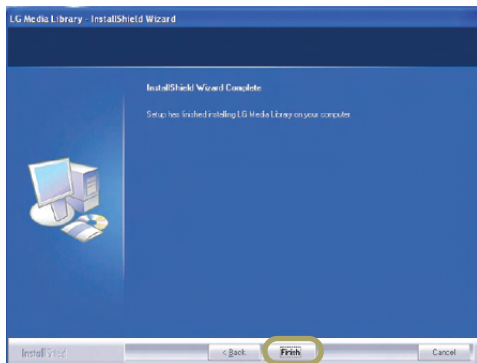 LG Media Library - InstallShield Wizard
InstallShield Wizard Complete
Setup has finished installing LG Media Library on your computer.
InstallShield
< Back
Finish
Cancel